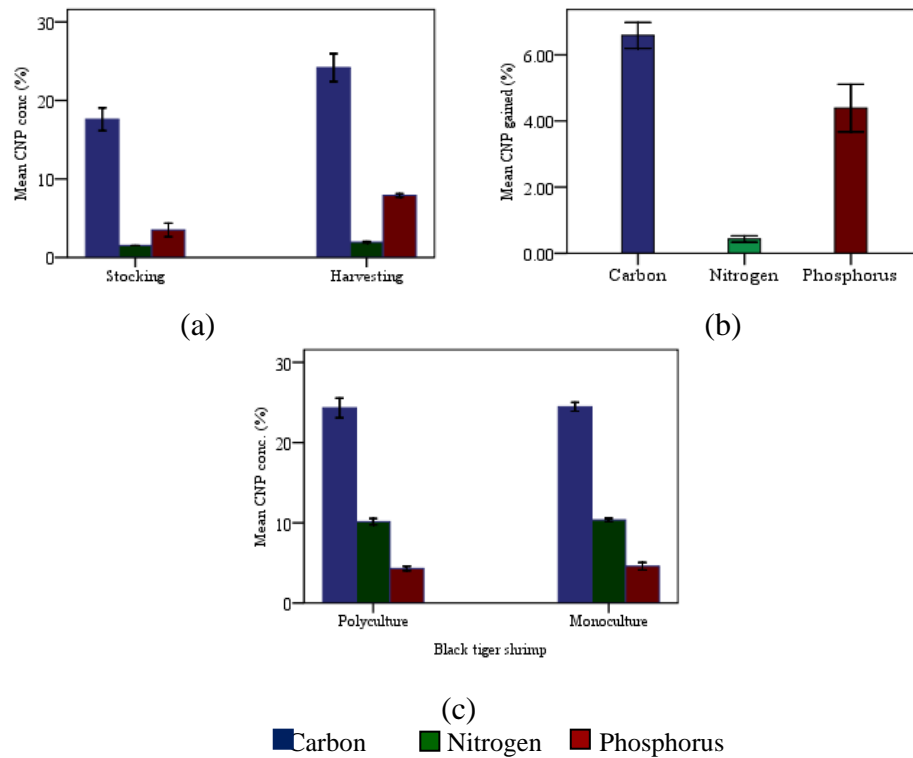 30
20
10
0
Mean CNP conc (%)
Stocking
Harvesting
(a)
6.00
4.00
2.00
0.00
Mean CNP gained (%)
Carbon
Nitrogen
Phosphorus
(b)
30
20
10
0
Mean CNP conc. (%)
Polyculture
Monoculture
Black tiger shrimp
(c)
Carbon Nitrogen Phosphorus